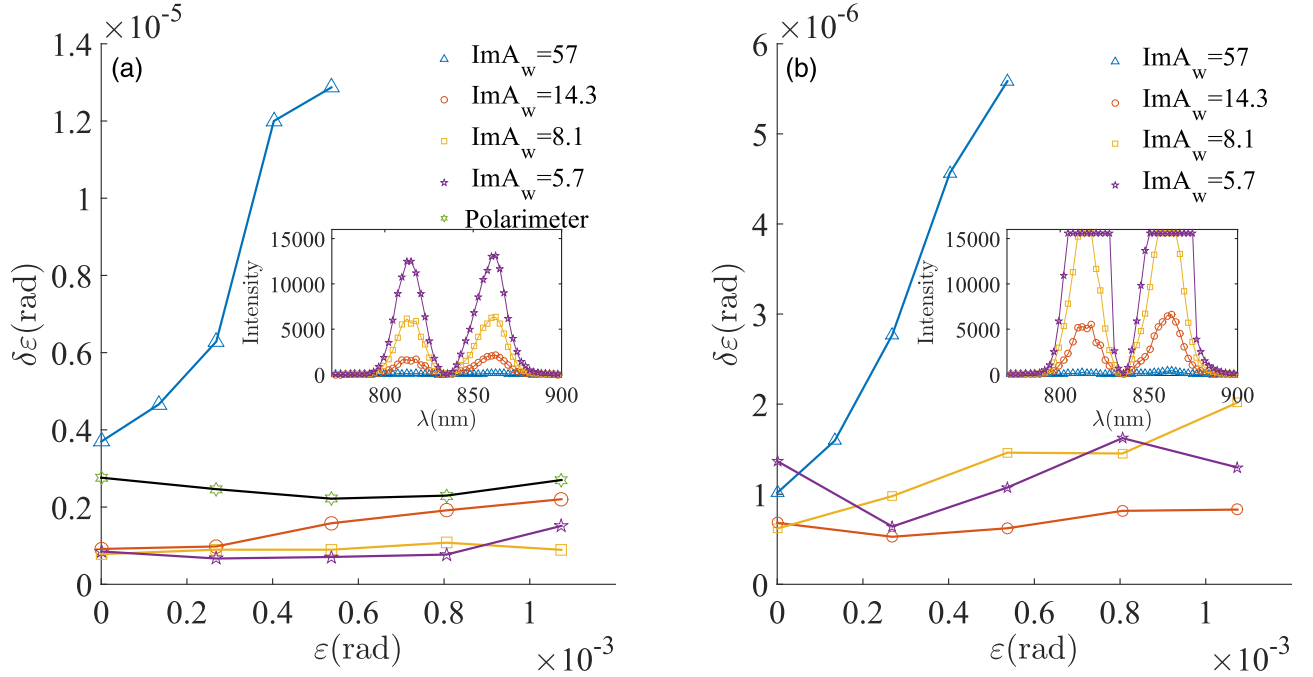 ×10⁻⁵
(a)
1.4
1.2
1
0.8
0.6
0.4
0.2
0
δε(rad)
ImA_w=57
ImA_w=14.3
ImA_w=8.1
ImA_w=5.7
Polarimeter
15000
10000
5000
0
Intensity
800 850 900
λ(nm)
0 0.2 0.4 0.6 0.8 1
ε(rad)
×10⁻³
×10⁻⁶
(b)
6
5
4
3
2
1
0
δε(rad)
ImA_w=57
ImA_w=14.3
ImA_w=8.1
ImA_w=5.7
15000
10000
5000
0
Intensity
800 850 900
λ(nm)
0 0.2 0.4 0.6 0.8 1
ε(rad)
×10⁻³